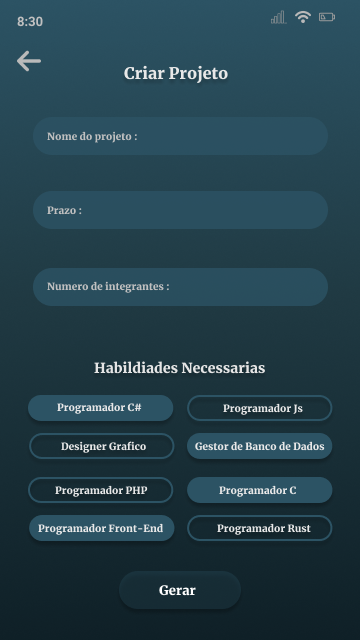 8:30
Criar Projeto
Nome do projeto :
Prazo :
Numero de integrantes :
Habildiades Necessarias
Programador C#
Programador Js
Designer Grafico
Gestor de Banco de Dados
Programador PHP
Programador C
Programador Front-End
Programador Rust
Gerar